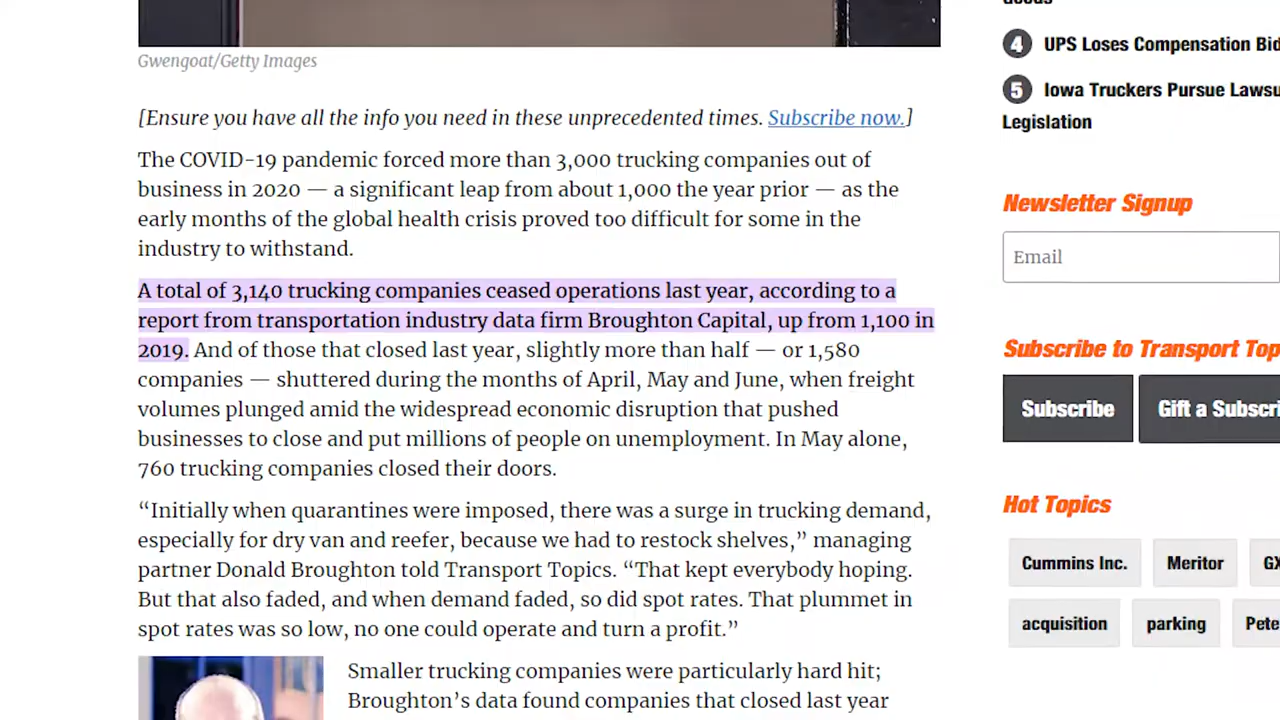 Gwengoat/Getty Images
[Ensure you have all the info you need in these unprecedented times. Subscribe now.]
The COVID-19 pandemic forced more than 3,000 trucking companies out of
business in 2020 — a significant leap from about 1,000 the year prior — as the
early months of the global health crisis proved too difficult for some in the
industry to withstand.
A total of 3,140 trucking companies ceased operations last year, according to a
report from transportation industry data firm Broughton Capital, up from 1,100 in
2019. And of those that closed last year, slightly more than half — or 1,580
companies — shuttered during the months of April, May and June, when freight
volumes plunged amid the widespread economic disruption that pushed
businesses to close and put millions of people on unemployment. In May alone,
760 trucking companies closed their doors.
“Initially when quarantines were imposed, there was a surge in trucking demand,
especially for dry van and reefer, because we had to restock shelves,” managing
partner Donald Broughton told Transport Topics. “That kept everybody hoping.
But that also faded, and when demand faded, so did spot rates. That plummet in
spot rates was so low, no one could operate and turn a profit.”
Smaller trucking companies were particularly hard hit;
Broughton’s data found companies that closed last year
4 UPS Loses Compensation Bid
5 Iowa Truckers Pursue Lawsu
Legislation
Newsletter Signup
Email
Subscribe to Transport Top
Subscribe
Gift a Subscri
Hot Topics
Cummins Inc.
Meritor
GX
acquisition
parking
Pete